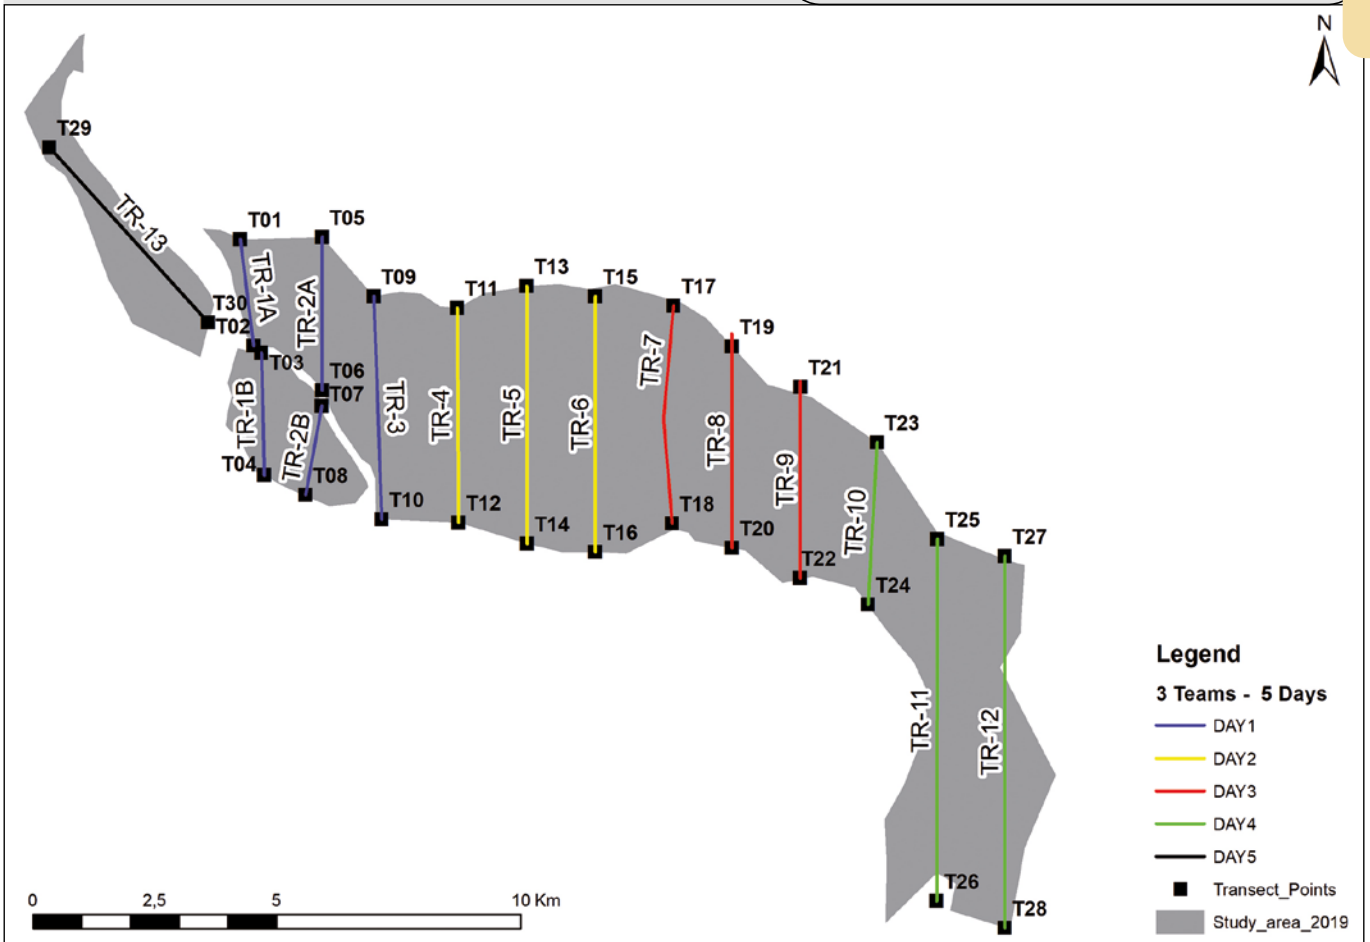 N
T29
TR-13
T01
T05
T30
T02
TR-1A
TR-2A
T09
T11
T13
T15
T17
T03
T06
T07
TR-1B
TR-2B
T04
T08
TR-3
TR-4
TR-5
TR-6
TR-7
T19
T21
T23
TR-8
TR-9
TR-10
T10
T12
T14
T16
T18
T20
T22
T24
T25
T27
TR-11
TR-12
T26
T28
Legend
3 Teams - 5 Days
DAY1
DAY2
DAY3
DAY4
DAY5
Transect_Points
Study_area_2019
0 2,5 5 10 Km